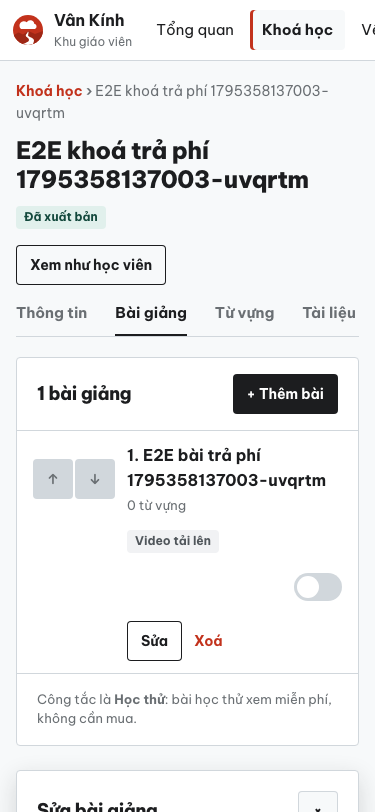 Vân Kính
Khu giáo viên
Tổng quan
Khoá học
Khoá học › E2E khoá trả phí 1795358137003-
uvqrtm
E2E khoá trả phí
1795358137003-uvqrtm
Đã xuất bản
Xem như học viên
Thông tin
Bài giảng
Từ vựng
Tài liệu
1 bài giảng
+ Thêm bài
↑
↓
1. E2E bài trả phí
1795358137003-uvqrtm
0 từ vựng
Video tải lên
Sửa
Xoá
Công tắc là Học thử: bài học thử xem miễn phí,
không cần mua.
Sửa bài giảng